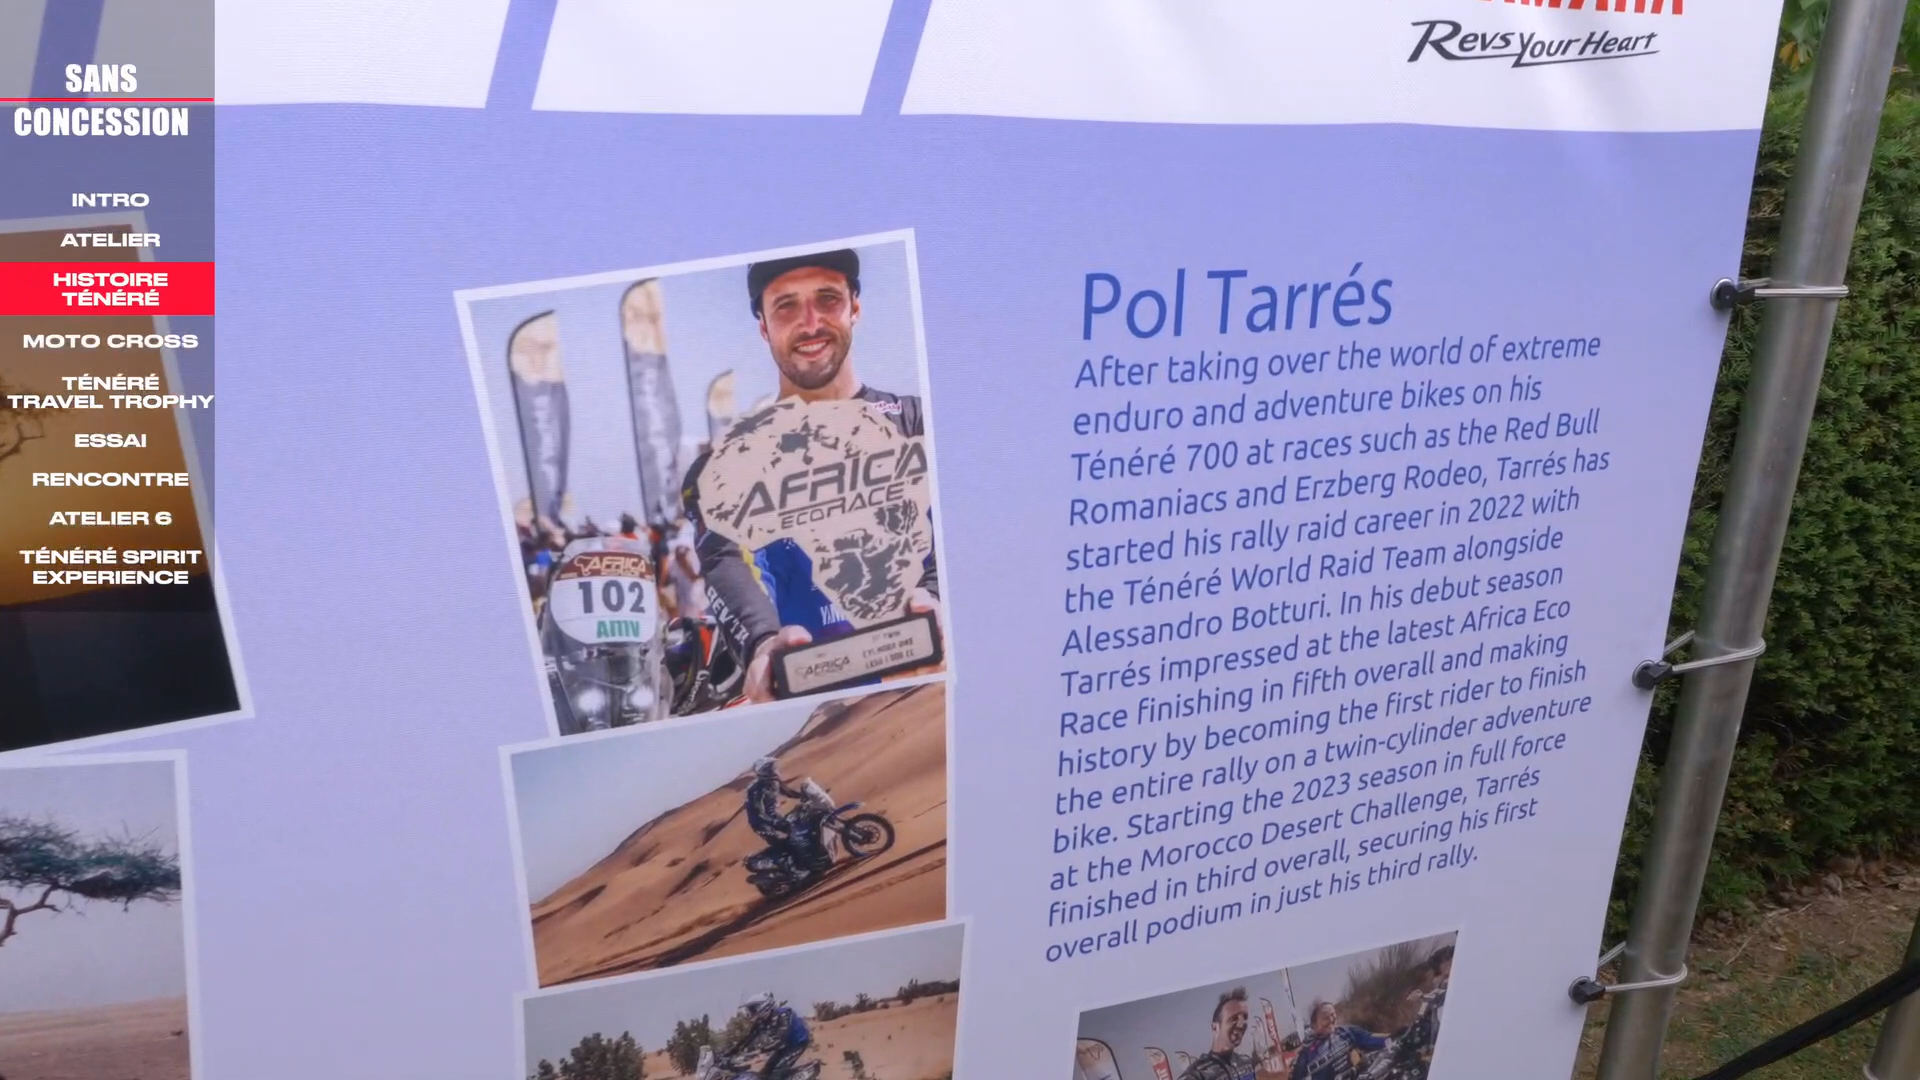 SANS
CONCESSION
INTRO
ATELIER
HISTOIRE
TÉNÉRÉ
MOTO CROSS
TÉNÉRÉ
TRAVEL TROPHY
ESSAI
RENCONTRE
ATELIER 6
TÉNÉRÉ SPIRIT
EXPERIENCE
Revs Your Heart
AFRICA
ECORACE
AFRICA
102
AMV
REV'IT
AFRICA
Pol Tarrés
After taking over the world of extreme
enduro and adventure bikes on his
Ténéré 700 at races such as the Red Bull
Romaniacs and Erzberg Rodeo, Tarrés has
started his rally raid career in 2022 with
the Ténéré World Raid Team alongside
Alessandro Botturi. In his debut season
Tarrés impressed at the latest Africa Eco
Race finishing in fifth overall and making
history by becoming the first rider to finish
the entire rally on a twin-cylinder adventure
bike. Starting the 2023 season in full force
at the Morocco Desert Challenge, Tarrés
finished in third overall, securing his first
overall podium in just his third rally.